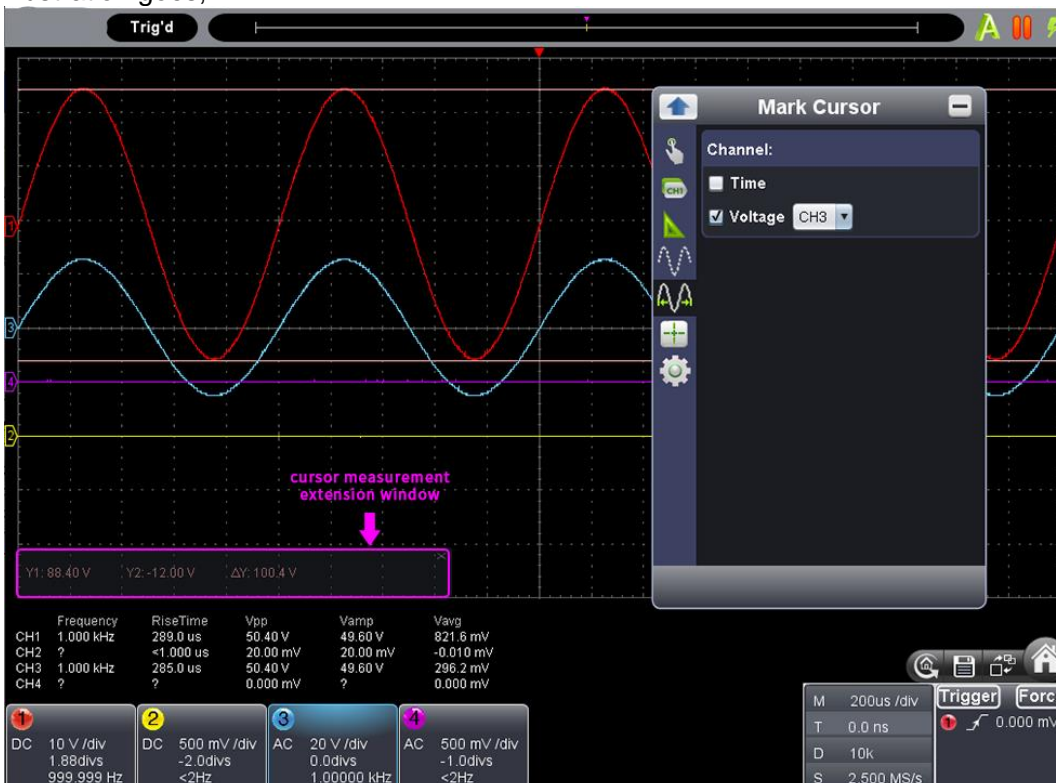 Trig'd
A
Mark Cursor
Channel:
CH1
Time
Voltage CH3
1
3
4
2
cursor measurement
extension window
Y1: 88.40 V Y2:-12.00 V ΔY: 100.4 V
Frequency RiseTime Vpp Vamp Vavg
CH1 1.000 kHz 289.0 us 50.40 V 49.60 V 821.6 mV
CH2 ? <1.000 us 20.00 mV 20.00 mV -0.010 mV
CH3 1.000 kHz 285.0 us 50.40 V 49.60 V 296.2 mV
CH4 ? ? 0.000 mV ? 0.000 mV
1 2 3 4
DC 10 V /div DC 500 mV /div AC 20 V /div AC 500 mV /div
1.88divs -2.0divs 0.0divs -1.0divs
999.999 Hz <2Hz 1.00000 kHz <2Hz
M 200us /div
T 0.0 ns
D 10k
S 2.500 MS/s
Trigger Forc
1 0.000 mV